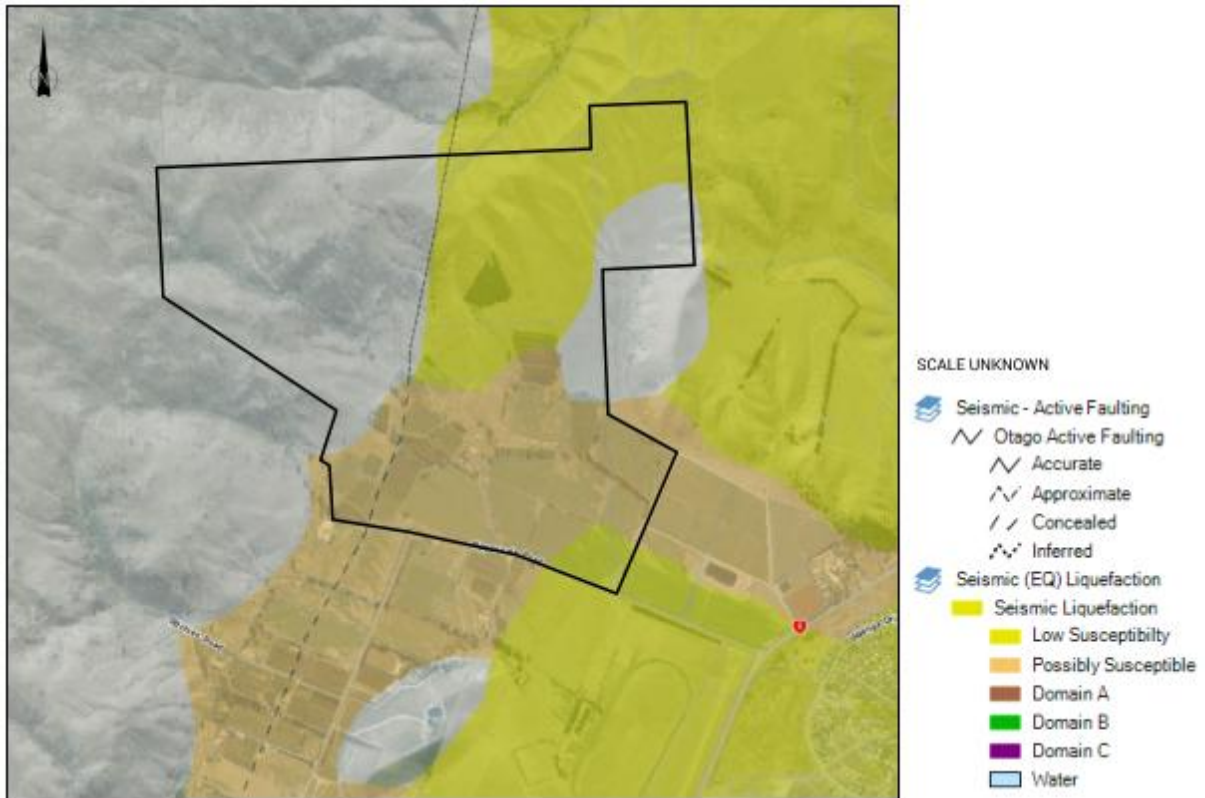 SCALE UNKNOWN
Seismic - Active Faulting
Otago Active Faulting
Accurate
Approximate
Concealed
Inferred
Seismic (EQ) Liquefaction
Seismic Liquefaction
Low Susceptibilty
Possibly Susceptible
Domain A
Domain B
Domain C
Water